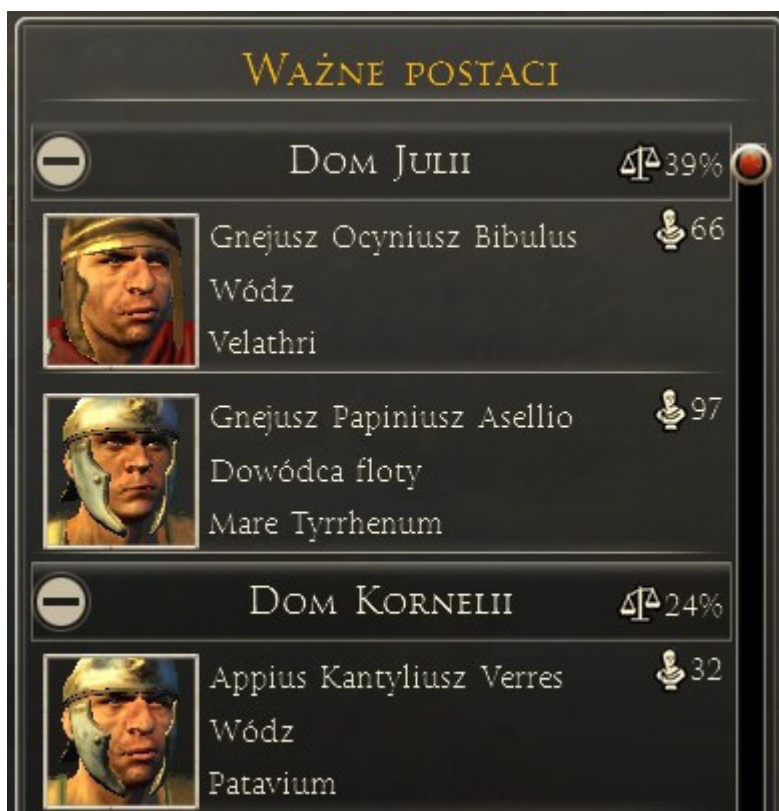 Ważne postaci
Dom Julii 39%
Gnejusz Ocyniusz Bibulus 66
Wódz
Velathri
Gnejusz Papiniusz Asellio 97
Dowódca floty
Mare Tyrrhenum
Dom Kornelii 24%
Appius Kantyliusz Verres 32
Wódz
Patavium